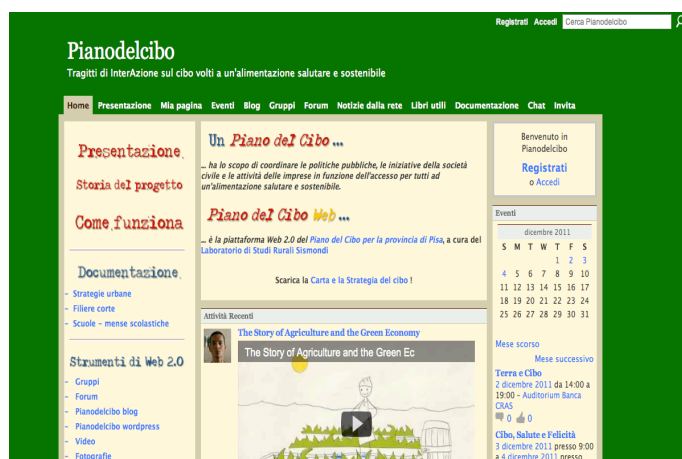 Registrati Accedi Cerca Pianodelcibo
Pianodelcibo
Tragitti di InterAzione sul cibo volti a un'alimentazione salutare e sostenibile
Home Presentazione Mia pagina Eventi Blog Gruppi Forum Notizie dalla rete Libri utili Documentazione Chat Invita
Presentazione.
Storia del progetto
Come funziona
Documentazione.
– Strategie urbane
– Filiere corte
– Scuole – mense scolastiche
Strumenti di Web 2.0
– Gruppi
– Forum
– Pianodelcibo blog
– Pianodelcibo wordpress
– Video
– Fotografie
Un Piano del Cibo ...
... ha lo scopo di coordinare le politiche pubbliche, le iniziative della società
civile e le attività delle imprese in funzione dell'accesso per tutti ad
un'alimentazione salutare e sostenibile.
Piano del Cibo Web ...
... è la piattaforma Web 2.0 del Piano del Cibo per la provincia di Pisa, a cura del
Laboratorio di Studi Rurali Sismondi
Scarica la Carta e la Strategia del cibo !
Attività Recenti
The Story of Agriculture and the Green Economy
The Story of Agriculture and the Green Ec
Benvenuto in
Pianodelcibo
Registrati
o Accedi
Eventi
dicembre 2011
S M T W T F S
1 2 3
4 5 6 7 8 9 10
11 12 13 14 15 16 17
18 19 20 21 22 23 24
25 26 27 28 29 30 31
Mese scorso
Mese successivo
Terra e Cibo
2 dicembre 2011 da 14:00 a
19:00 – Auditorium Banca
CRAS
0 0
Cibo, Salute e Felicità
3 dicembre 2011 presso 9:00
a 4 dicembre 2011 presso